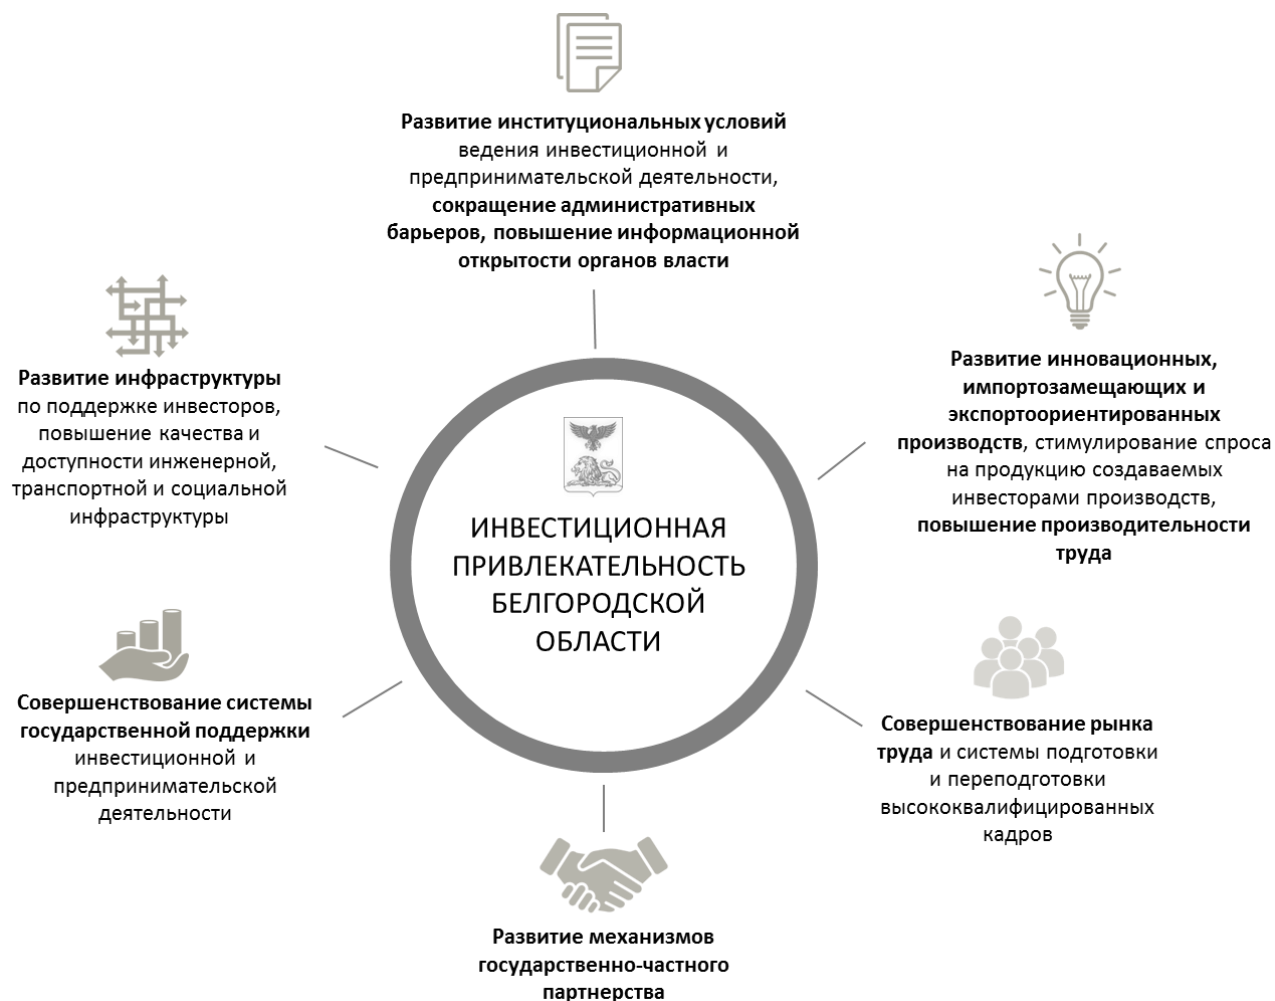 Развитие институциональных условий
ведения инвестиционной и
предпринимательской деятельности,
сокращение административных
барьеров, повышение информационной
открытости органов власти
Развитие инфраструктуры
по поддержке инвесторов,
повышение качества и
доступности инженерной,
транспортной и социальной
инфраструктуры
Развитие инновационных,
импортозамещающих и
экспортоориентированных
производств, стимулирование спроса
на продукцию создаваемых
инвесторами производств,
повышение производительности
труда
ИНВЕСТИЦИОННАЯ
ПРИВЛЕКАТЕЛЬНОСТЬ
БЕЛГОРОДСКОЙ
ОБЛАСТИ
Совершенствование системы
государственной поддержки
инвестиционной и
предпринимательской
деятельности
Совершенствование рынка
труда и системы подготовки
и переподготовки
высококвалифицированных
кадров
Развитие механизмов
государственно-частного
партнерства